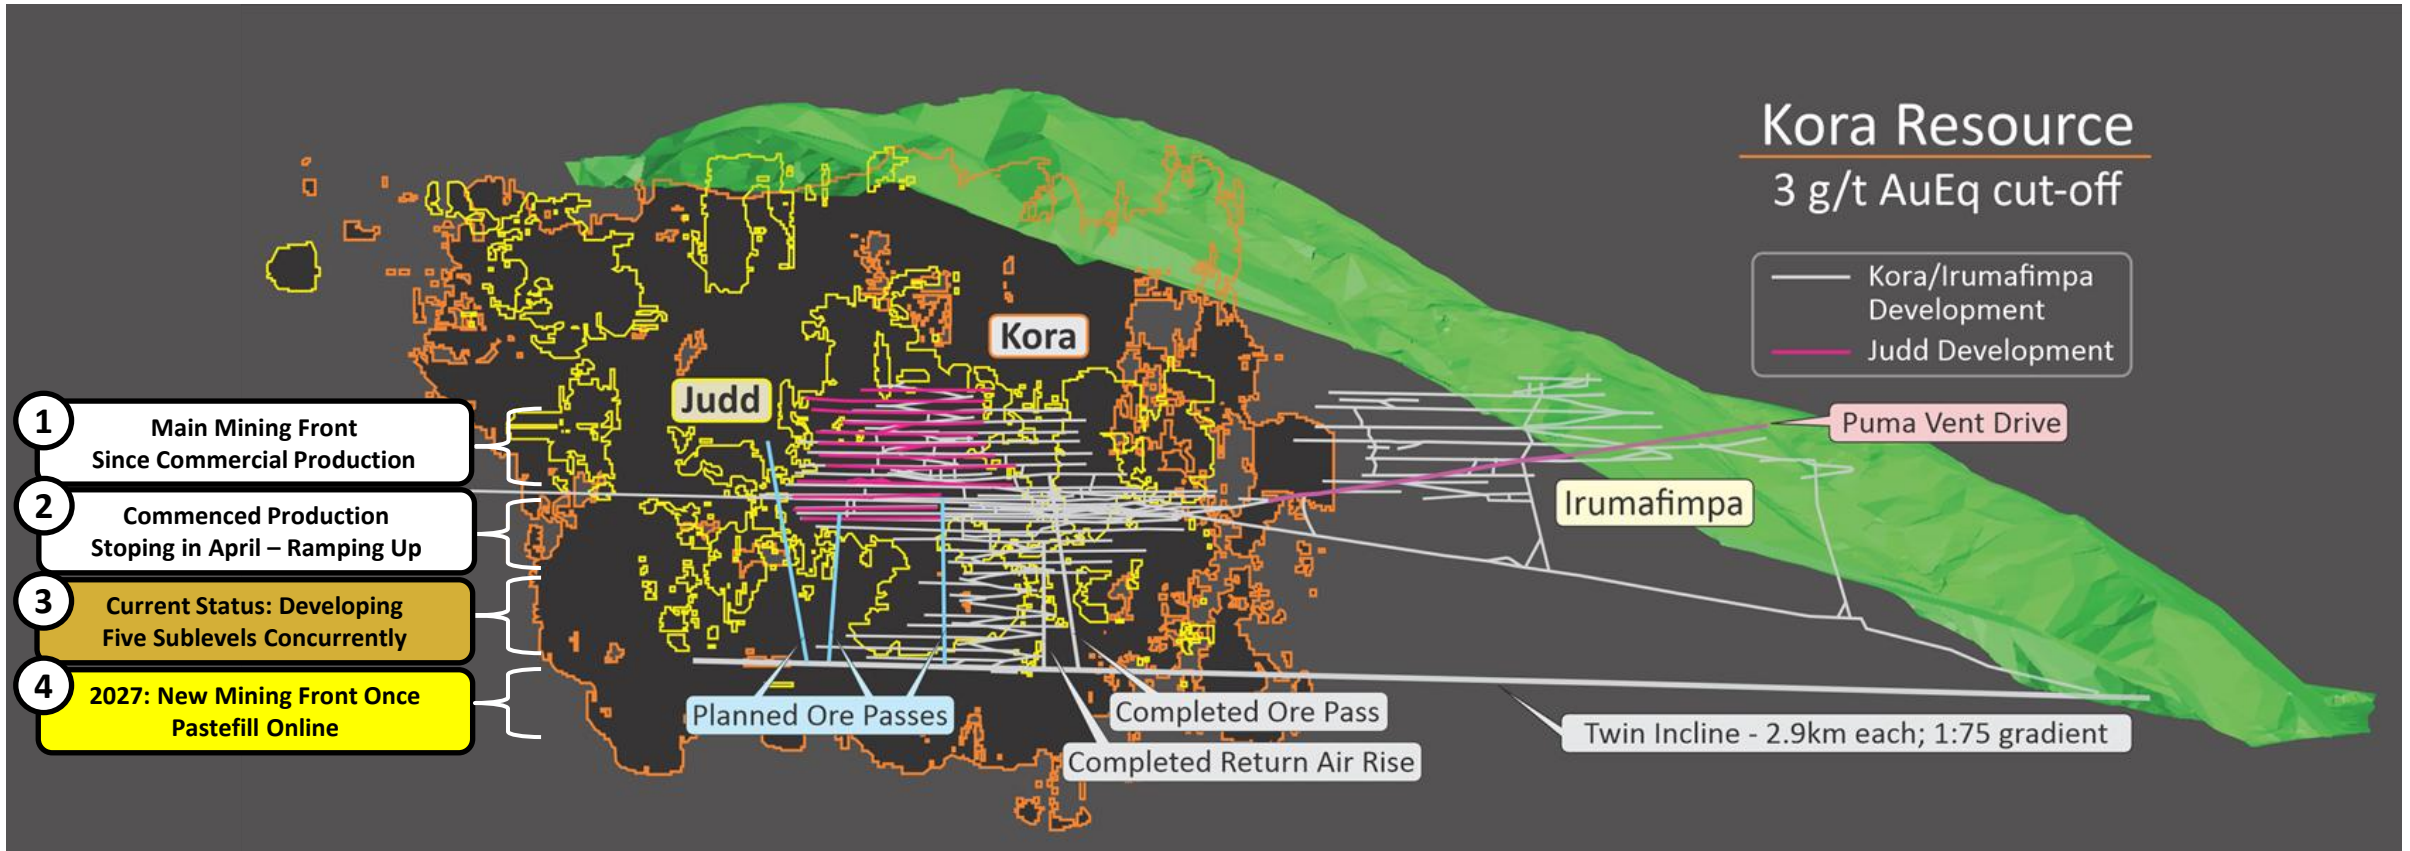 Kora Resource
3 g/t AuEq cut-off
Kora/Irumafimpa
Development
Judd Development
Kora
Judd
Puma Vent Drive
Irumafimpa
1
Main Mining Front
Since Commercial Production
2
Commenced Production
Stoping in April – Ramping Up
3
Current Status: Developing
Five Sublevels Concurrently
4
2027: New Mining Front Once
Pastefill Online
Planned Ore Passes
Completed Ore Pass
Completed Return Air Rise
Twin Incline - 2.9km each; 1:75 gradient